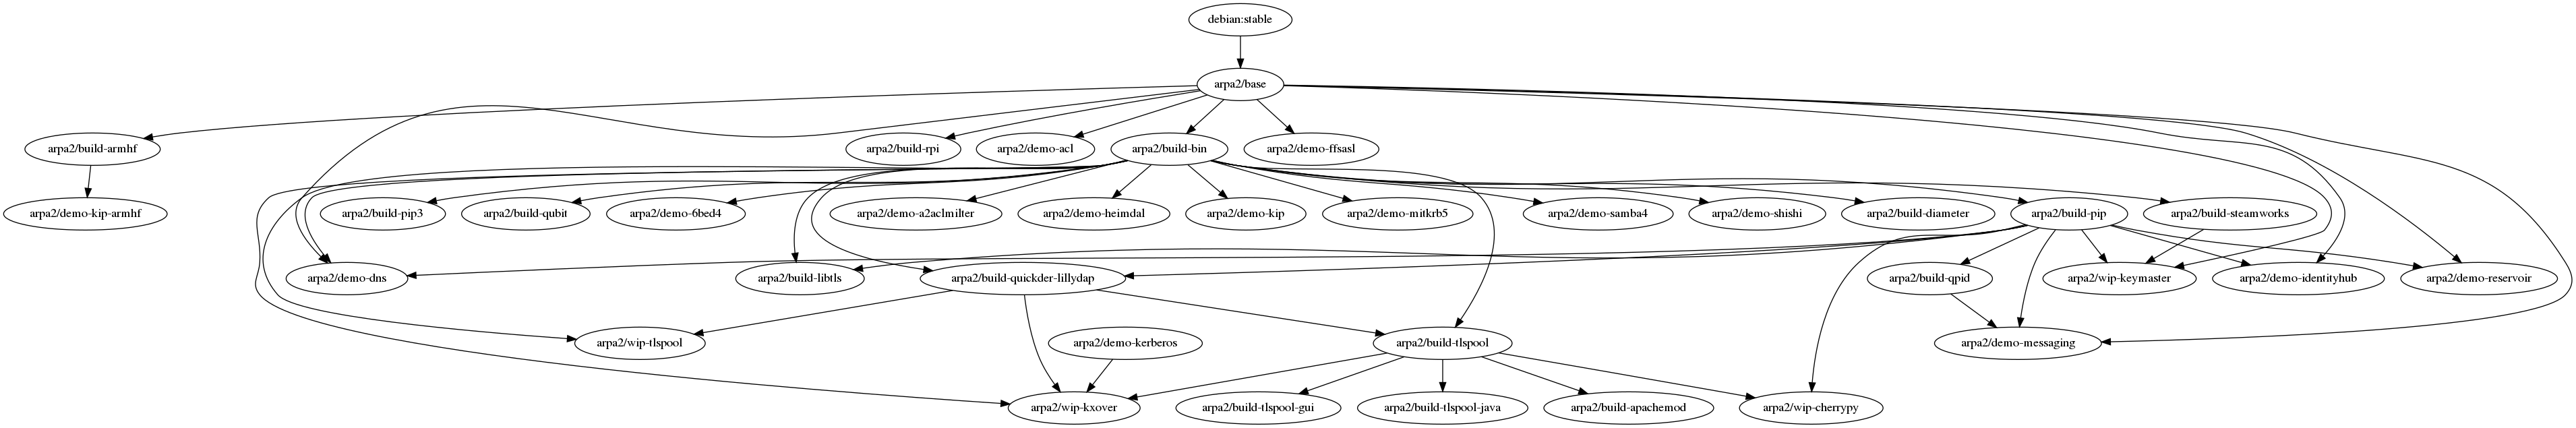 debian:stable
arpa2/base
arpa2/build-armhf
arpa2/build-rpi
arpa2/demo-acl
arpa2/build-bin
arpa2/demo-ffsasl
arpa2/demo-kip-armhf
arpa2/build-pip3
arpa2/build-qubit
arpa2/demo-6bed4
arpa2/demo-a2aclmilter
arpa2/demo-heimdal
arpa2/demo-kip
arpa2/demo-mitkrb5
arpa2/demo-samba4
arpa2/demo-shishi
arpa2/build-diameter
arpa2/build-pip
arpa2/build-steamworks
arpa2/demo-dns
arpa2/build-libtls
arpa2/build-quickder-lillydap
arpa2/build-qpid
arpa2/wip-keymaster
arpa2/demo-identityhub
arpa2/demo-reservoir
arpa2/wip-tlspool
arpa2/demo-kerberos
arpa2/build-tlspool
arpa2/demo-messaging
arpa2/wip-kxover
arpa2/build-tlspool-gui
arpa2/build-tlspool-java
arpa2/build-apachemod
arpa2/wip-cherrypy